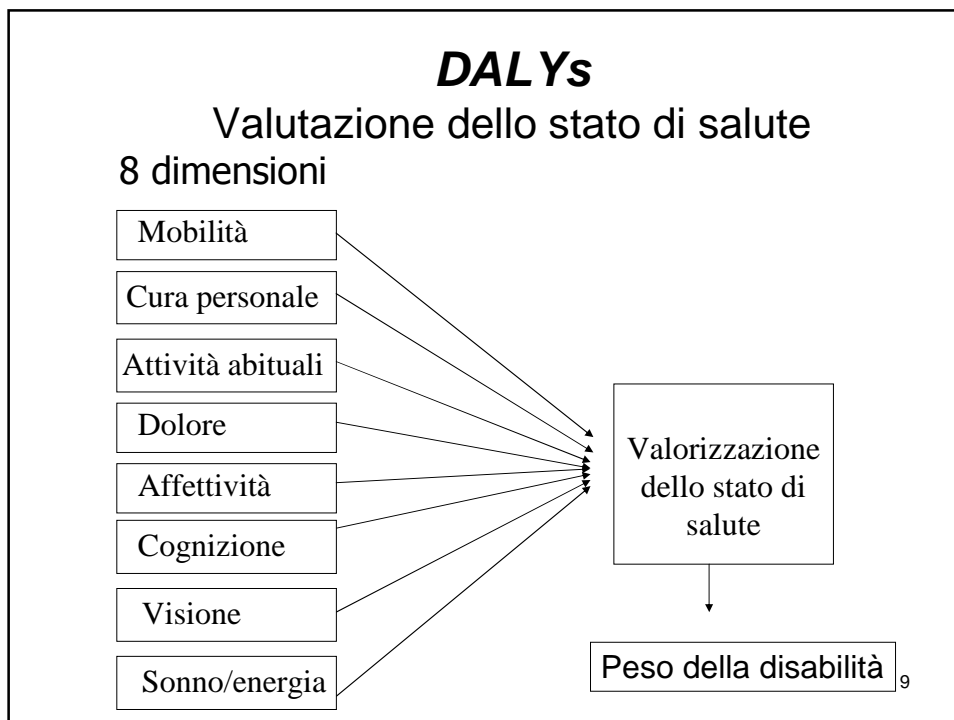 DALYs
Valutazione dello stato di salute
8 dimensioni
Mobilità
Cura personale
Attività abituali
Dolore
Affettività
Cognizione
Visione
Sonno/energia
Valorizzazione
dello stato di
salute
Peso della disabilità
9